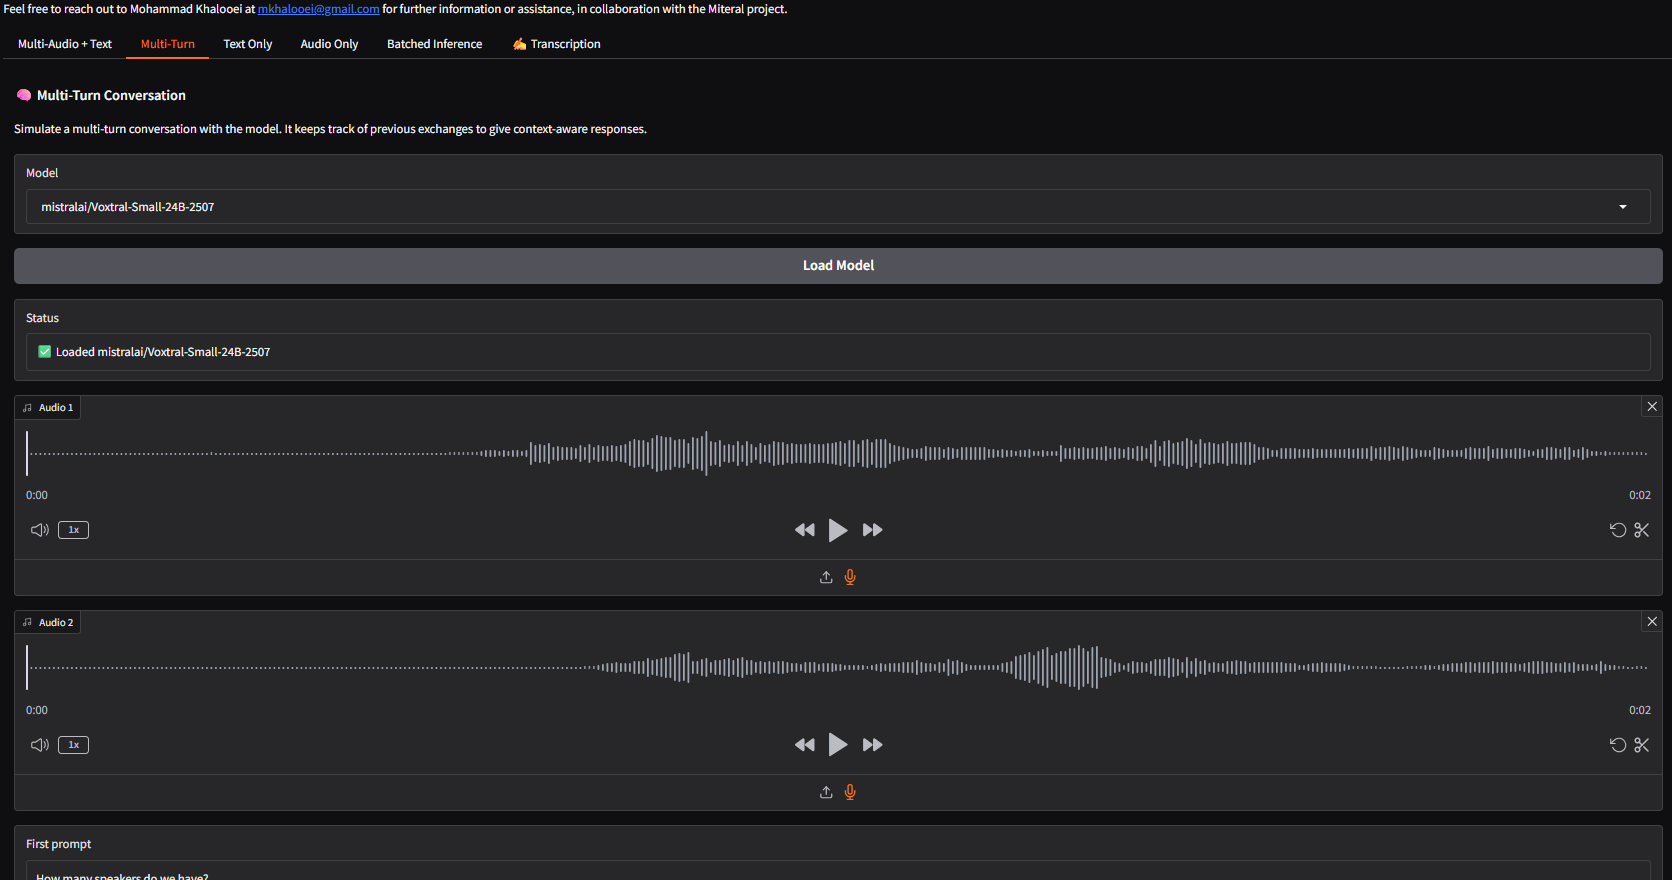 Feel free to reach out to Mohammad Khalooei at mkhalooei@gmail.com for further information or assistance, in collaboration with the Miteral project.
Multi-Audio + Text Multi-Turn Text Only Audio Only Batched Inference ✍️ Transcription
🧠 Multi-Turn Conversation
Simulate a multi-turn conversation with the model. It keeps track of previous exchanges to give context-aware responses.
Model
mistralai/Voxtral-Small-24B-2507
Load Model
Status
✅ Loaded mistralai/Voxtral-Small-24B-2507
Audio 1
0:00 0:02
1x
Audio 2
0:00 0:02
1x
First prompt
How many speakers do we have?